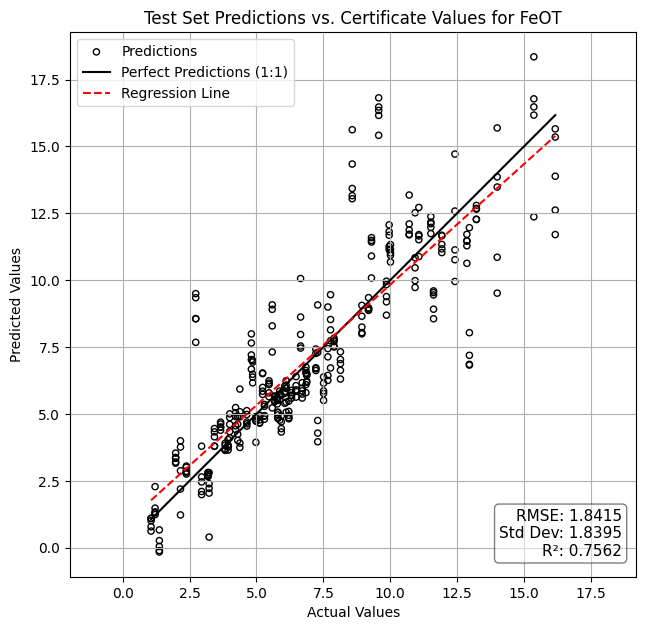 Test Set Predictions vs. Certificate Values for FeOT
Predictions
Perfect Predictions (1:1)
Regression Line
17.5
15.0
12.5
10.0
7.5
5.0
2.5
0.0
Predicted Values
RMSE: 1.8415
Std Dev: 1.8395
R²: 0.7562
0.0 2.5 5.0 7.5 10.0 12.5 15.0 17.5
Actual Values